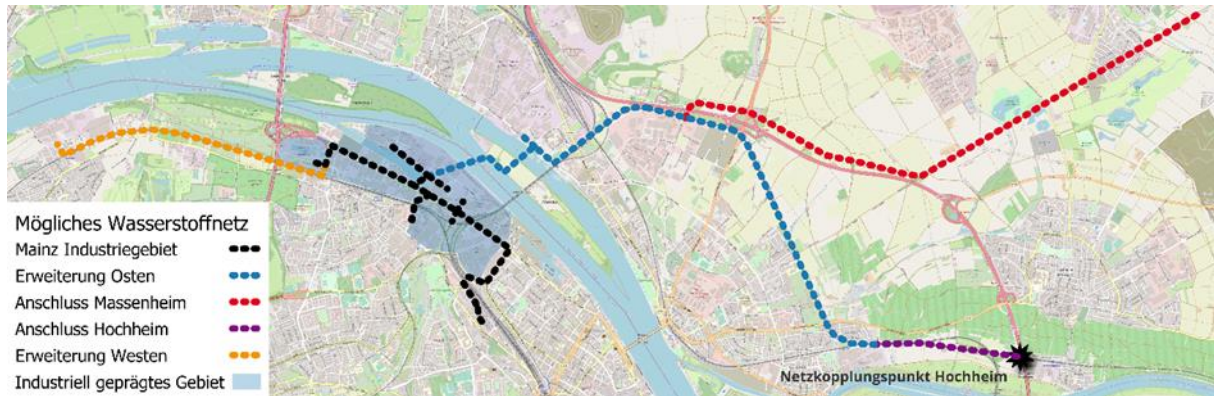 Mögliches Wasserstoffnetz
Mainz Industriegebiet
Erweiterung Osten
Anschluss Massenheim
Anschluss Hochheim
Erweiterung Westen
Industriell geprägtes Gebiet
Netzkopplungspunkt Hochheim